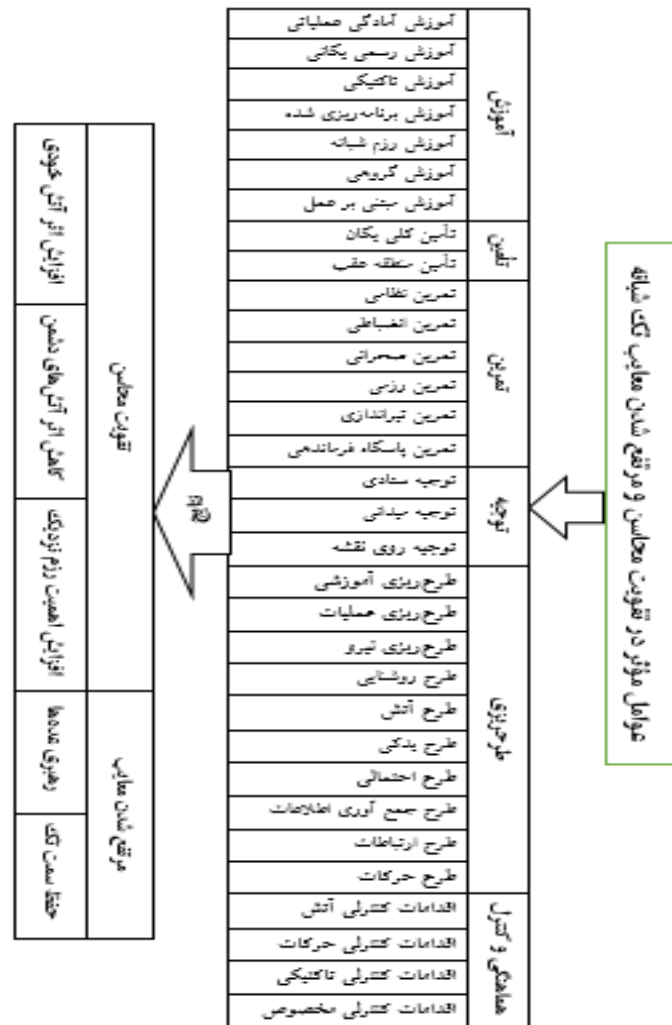 عوامل مؤثر در تقویت محاسن و مرتفع شدن معایب تک شبانه
آموزش
آموزش آمادگی عملیاتی
آموزش رسمی یکانی
آموزش تاکتیکی
آموزش برنامه‌ریزی شده
آموزش رزم شبانه
آموزش گروهی
آموزش مبتنی بر عمل
تأمین
تأمین کلی یگان
تأمین منطقه عقب
تمرین
تمرین نظامی
تمرین انضباطی
تمرین صحرائی
تمرین رزمی
تمرین تیراندازی
تمرین پاسگاه فرماندهی
توجیه
توجیه ستادی
توجیه میدانی
توجیه روی نقشه
طرحریزی
طرح‌ریزی آموزشی
طرح‌ریزی عملیات
طرح‌ریزی نیرو
طرح روشنایی
طرح آتش
طرح یدکی
طرح احتمالی
طرح جمع آوری اطلاعات
طرح ارتباطات
طرح حرکات
هماهنگی و کنترل
اقدامات کنترلی آتش
اقدامات کنترلی حرکات
اقدامات کنترلی تاکتیکی
اقدامات کنترلی مخصوص
تقویت محاسن
افزایش اثر آتش خودی
کاهش اثر آتش‌های دشمن
افزایش اهمیت رزم نزدیک
مرتفع شدن معایب
رهبری عده‌ها
حفظ سمت تک